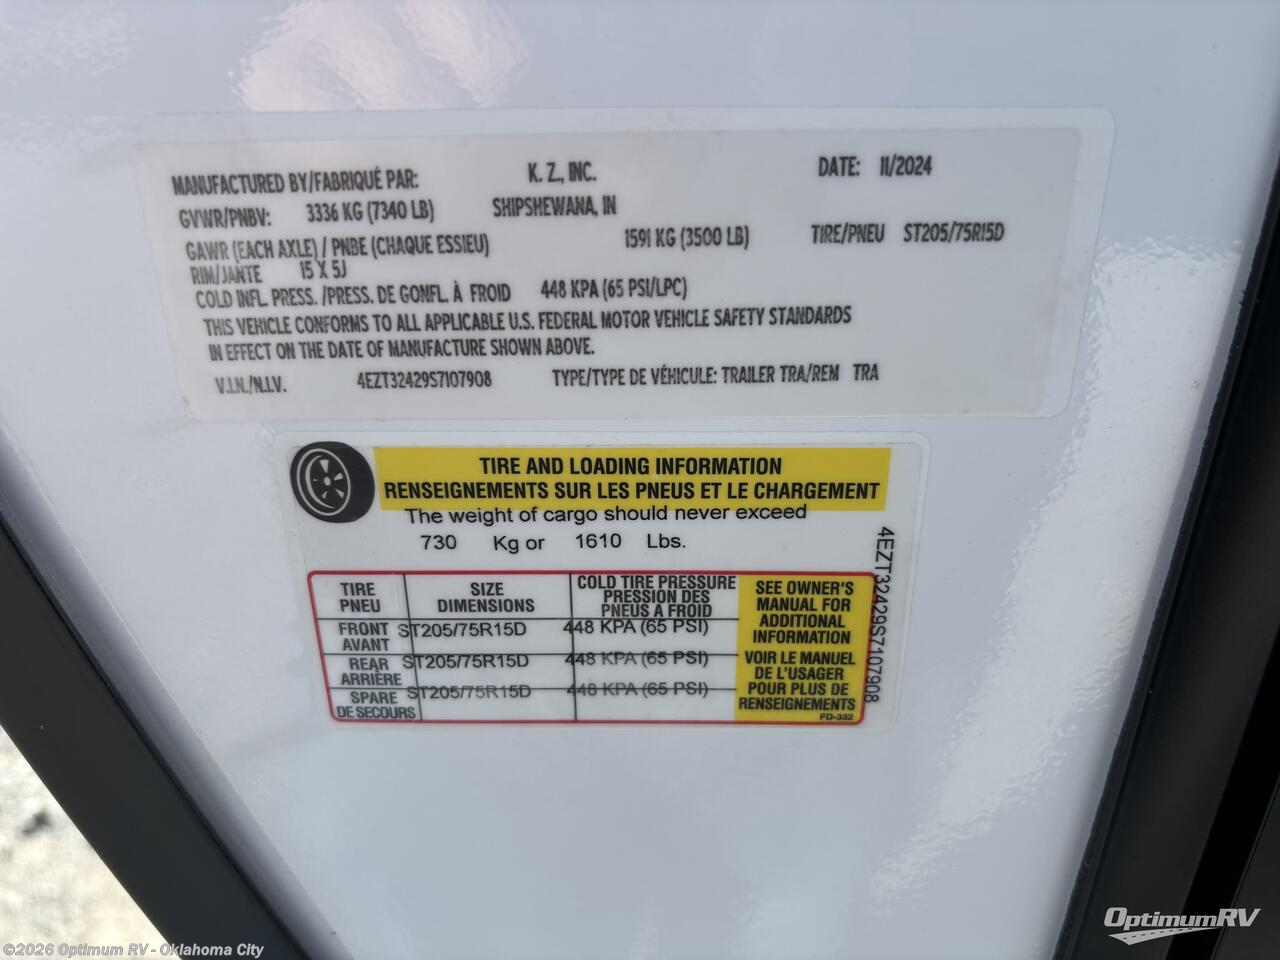 MANUFACTURED BY/FABRIQUÉ PAR: K. Z., INC. DATE: 11/2024
GVWR/PNBV: 3336 KG (7340 LB) SHIPSHEWANA, IN
GAWR (EACH AXLE) / PNBE (CHAQUE ESSIEU) 1591 KG (3500 LB) TIRE/PNEU ST205/75R15D
RIM/JANTE 15 X 5J
COLD INFL. PRESS. /PRESS. DE GONFL. À FROID 448 KPA (65 PSI/LPC)
THIS VEHICLE CONFORMS TO ALL APPLICABLE U.S. FEDERAL MOTOR VEHICLE SAFETY STANDARDS
IN EFFECT ON THE DATE OF MANUFACTURE SHOWN ABOVE.
V.I.N./N.I.V. 4EZT32429S7107908 TYPE/TYPE DE VÉHICULE: TRAILER TRA/REM TRA
TIRE AND LOADING INFORMATION
RENSEIGNEMENTS SUR LES PNEUS ET LE CHARGEMENT
The weight of cargo should never exceed
730 Kg or 1610 Lbs.
TIRE
PNEU
SIZE
DIMENSIONS
COLD TIRE PRESSURE
PRESSION DES
PNEUS A FROID
FRONT
AVANT
ST205/75R15D 448 KPA (65 PSI)
REAR
ARRIÈRE
ST205/75R15D 448 KPA (65 PSI)
SPARE
DE SECOURS
ST205/75R15D 448 KPA (65 PSI)
SEE OWNER'S
MANUAL FOR
ADDITIONAL
INFORMATION
VOIR LE MANUEL
DE L'USAGER
POUR PLUS DE
RENSEIGNEMENTS
FD-332
4EZT32429S7107908
OptimumRV
©2026 Optimum RV - Oklahoma City